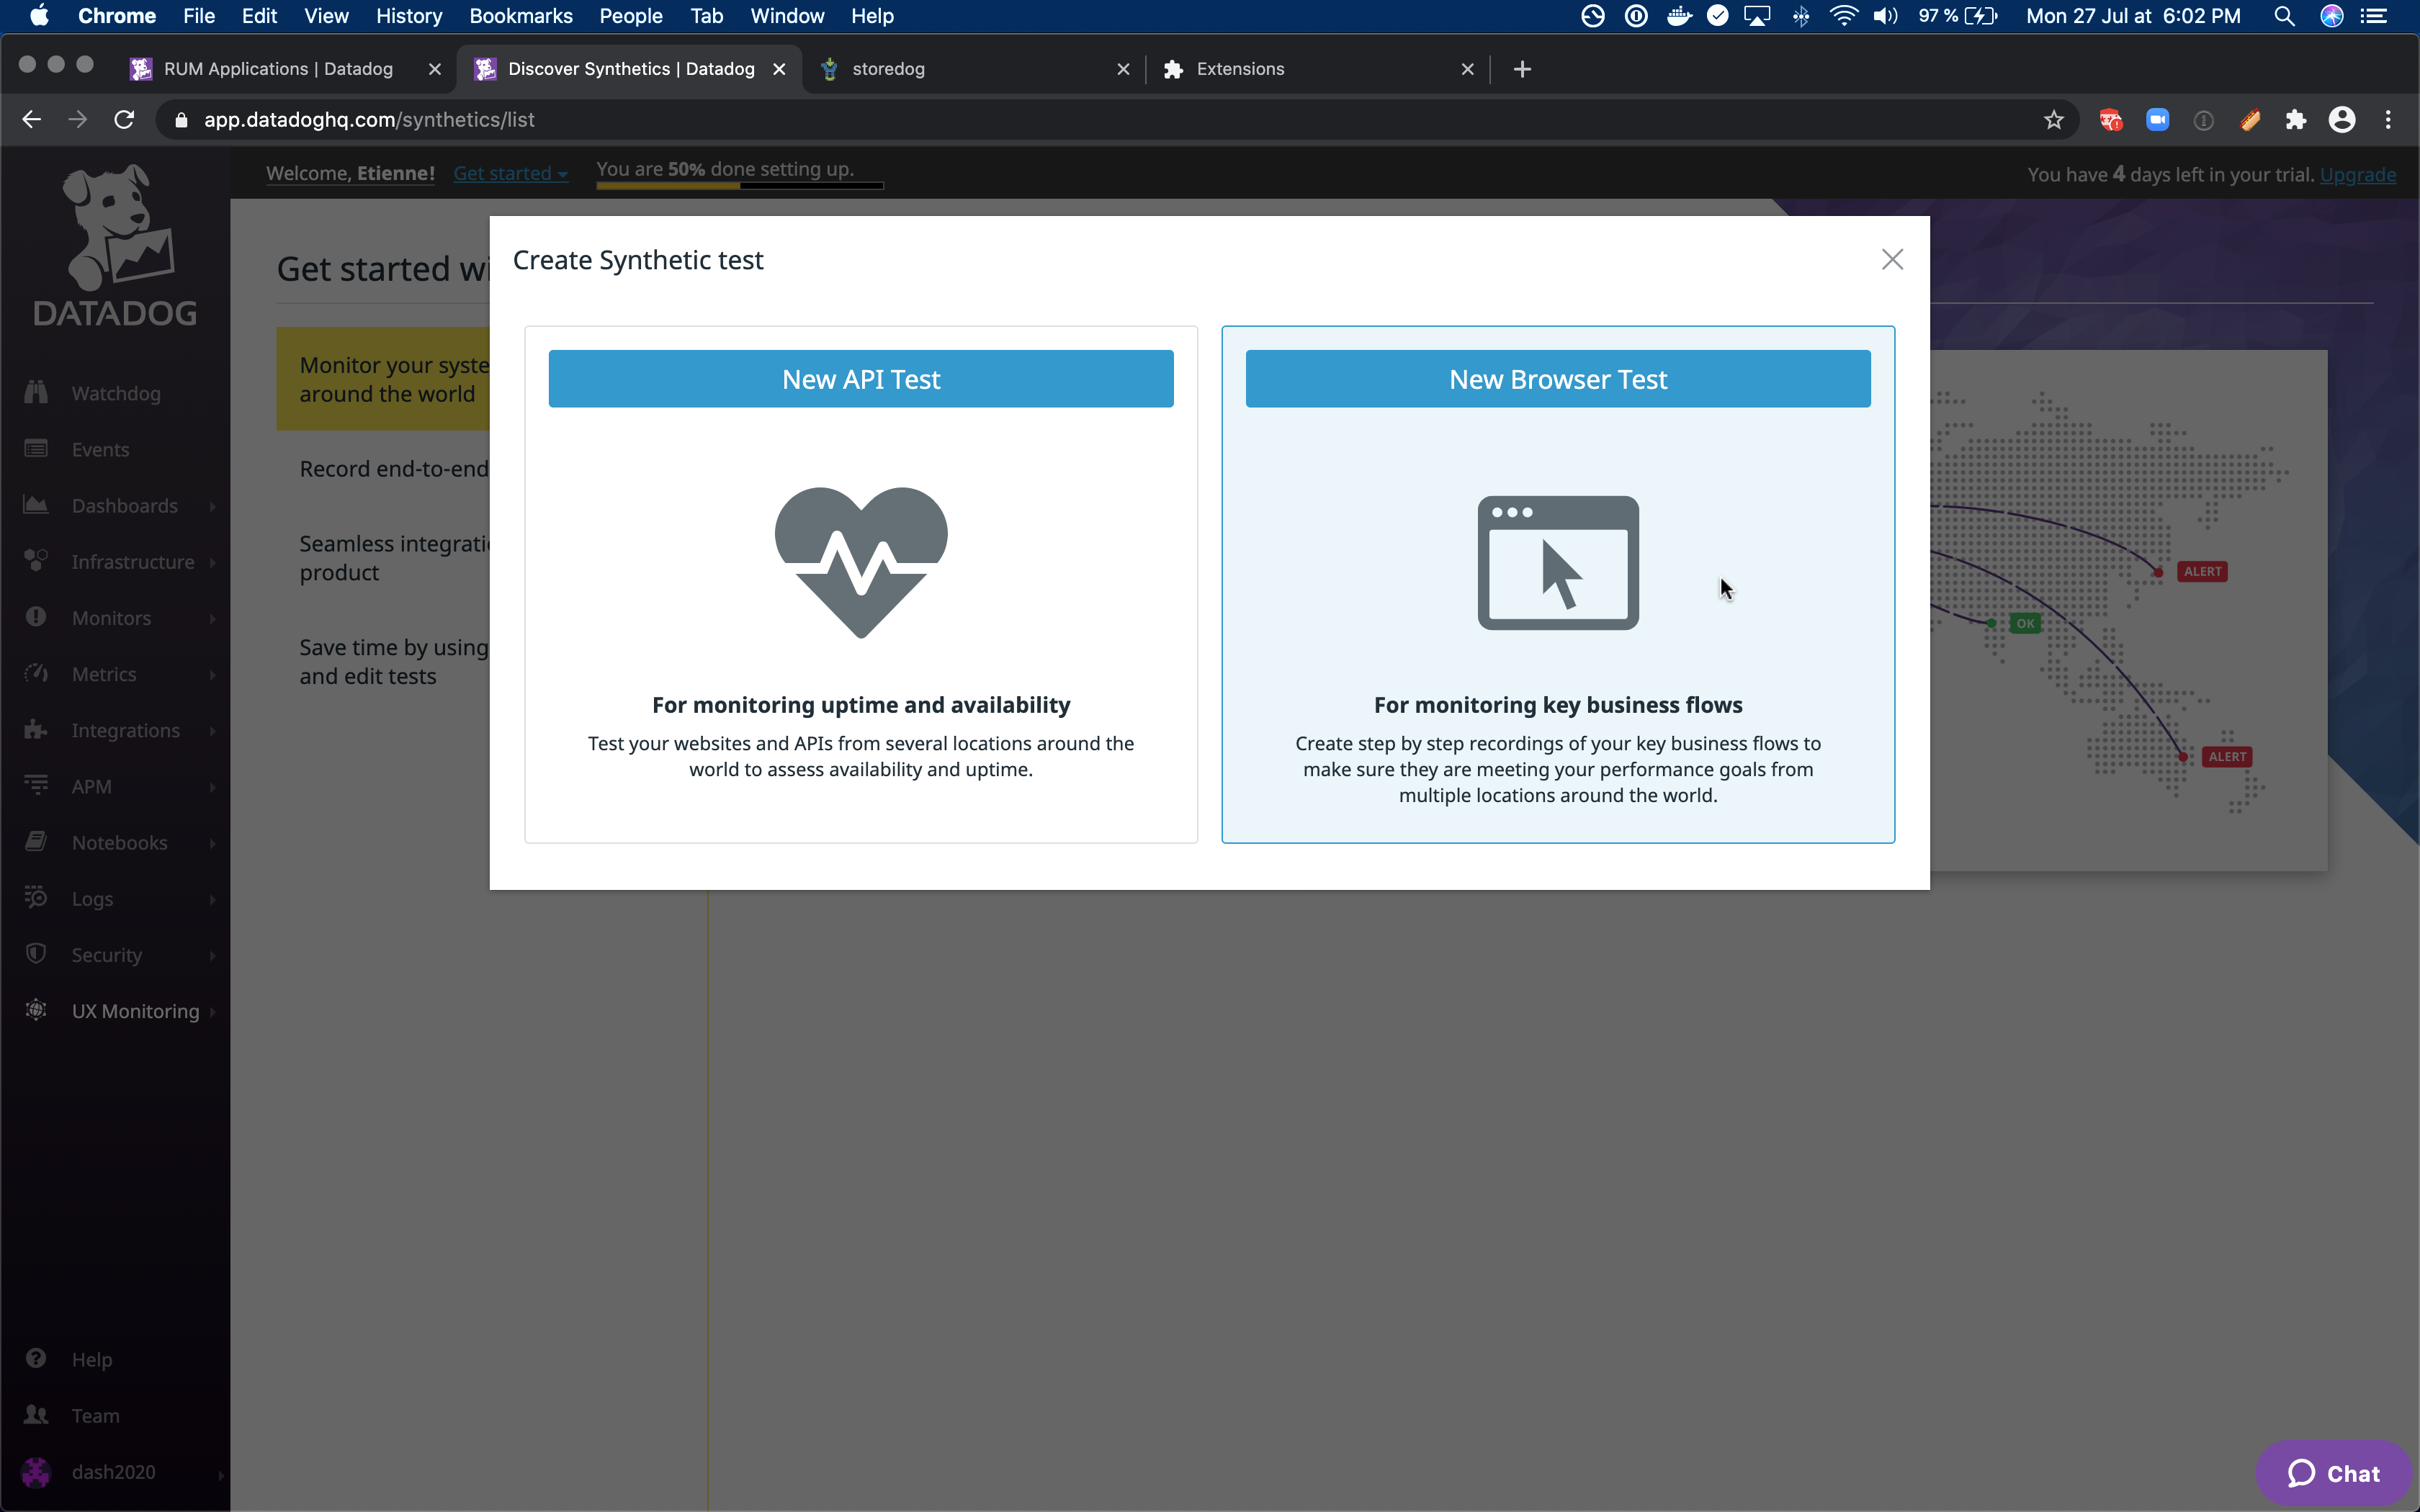 Chrome File Edit View History Bookmarks People Tab Window Help 97 % Mon 27 Jul at 6:02 PM
RUM Applications | Datadog Discover Synthetics | Datadog storedog Extensions
app.datadoghq.com/synthetics/list
Welcome, Etienne! Get started You are 50% done setting up. You have 4 days left in your trial. Upgrade
DATADOG
Watchdog
Events
Dashboards
Infrastructure
Monitors
Metrics
Integrations
APM
Notebooks
Logs
Security
UX Monitoring
Help
Team
dash2020
Get started wi
Monitor your syste
around the world
Record end-to-end
Seamless integrati
product
Save time by using
and edit tests
Create Synthetic test
New API Test
For monitoring uptime and availability
Test your websites and APIs from several locations around the
world to assess availability and uptime.
New Browser Test
For monitoring key business flows
Create step by step recordings of your key business flows to
make sure they are meeting your performance goals from
multiple locations around the world.
ALERT
OK
ALERT
Chat